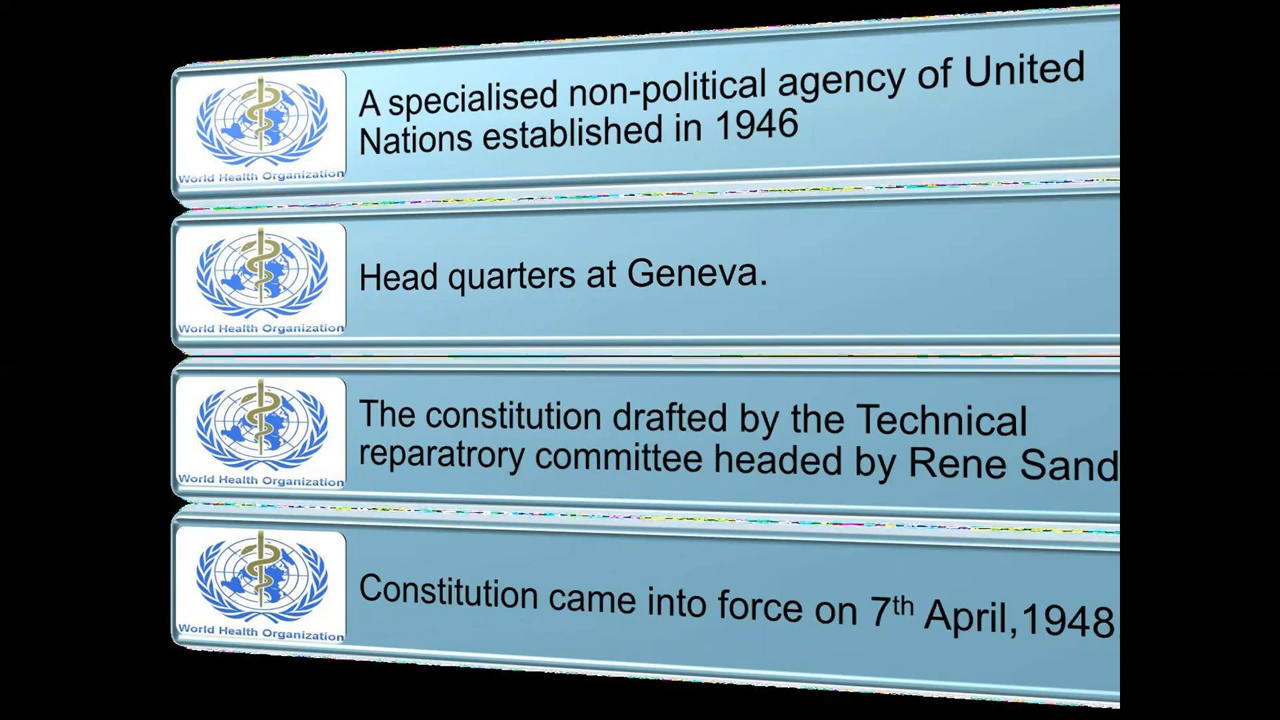 World Health Organization
A specialised non-political agency of United
Nations established in 1946
World Health Organization
Head quarters at Geneva.
World Health Organization
The constitution drafted by the Technical
reparatrory committee headed by Rene Sand
World Health Organization
Constitution came into force on 7th April,1948